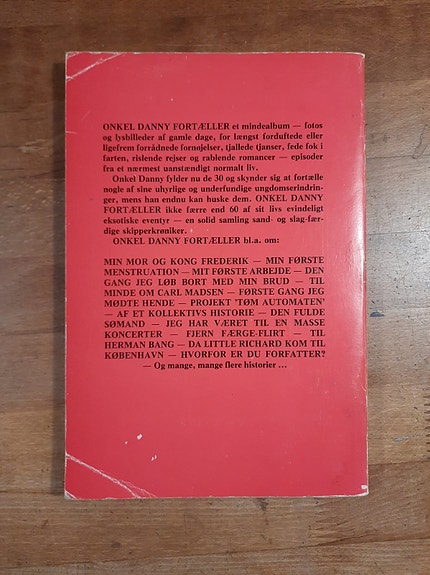 ONKEL DANNY FORTÆLLER et mindealbum — fotos
og lysbilleder af gamle dage, for længst forduftede eller
ligefrem forrådnede fornøjelser, tjallede tjanser, fede fok i
farten, rislende rejser og rablende romancer — episoder
fra et nærmest uanstændigt normalt liv.
Onkel Danny fylder nu de 30 og skynder sig at fortælle
nogle af sine uhyrlige og underfundige ungdomserindrin-
ger, mens han endnu kan huske dem. ONKEL DANNY
FORTÆLLER ikke færre end 60 af sit livs evindeligt
eksotiske eventyr — en solid samling sand- og slag-fær-
dige skipperkrøniker.
ONKEL DANNY FORTÆLLER bl.a. om:
MIN MOR OG KONG FREDERIK — MIN FØRSTE
MENSTRUATION — MIT FØRSTE ARBEJDE — DEN
GANG JEG LØB BORT MED MIN BRUD — TIL
MINDE OM CARL MADSEN — FØRSTE GANG JEG
MØDTE HENDE — PROJEKT 'TØM AUTOMATEN'
— AF ET KOLLEKTIVS HISTORIE — DEN FULDE
SØMAND — JEG HAR VÆRET TIL EN MASSE
KONCERTER — FJERN FÆRGE-FLIRT — TIL
HERMAN BANG — DA LITTLE RICHARD KOM TIL
KØBENHAVN — HVORFOR ER DU FORFATTER?
— Og mange, mange flere historier ...